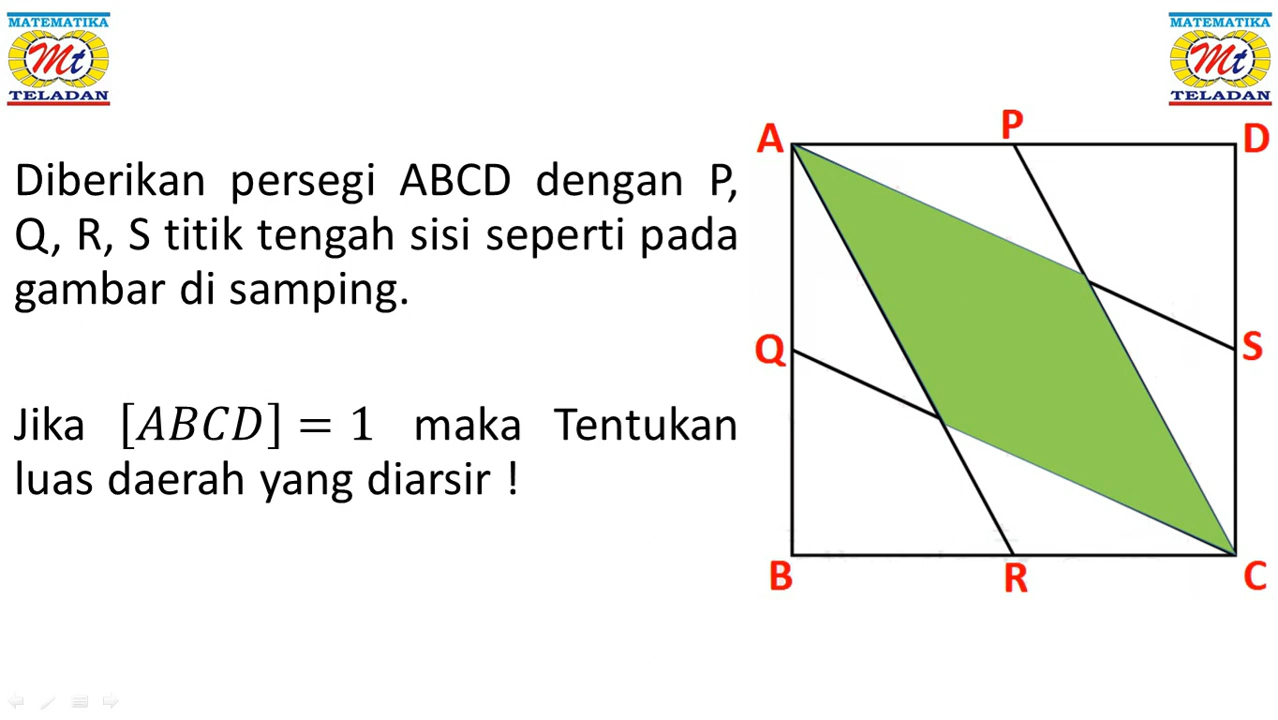 MATEMATIKA
Mt
TELADAN
MATEMATIKA
Mt
TELADAN
Diberikan persegi ABCD dengan P,
Q, R, S titik tengah sisi seperti pada
gambar di samping.
Jika [ABCD] = 1 maka Tentukan
luas daerah yang diarsir !
A
P
D
Q
S
B
R
C